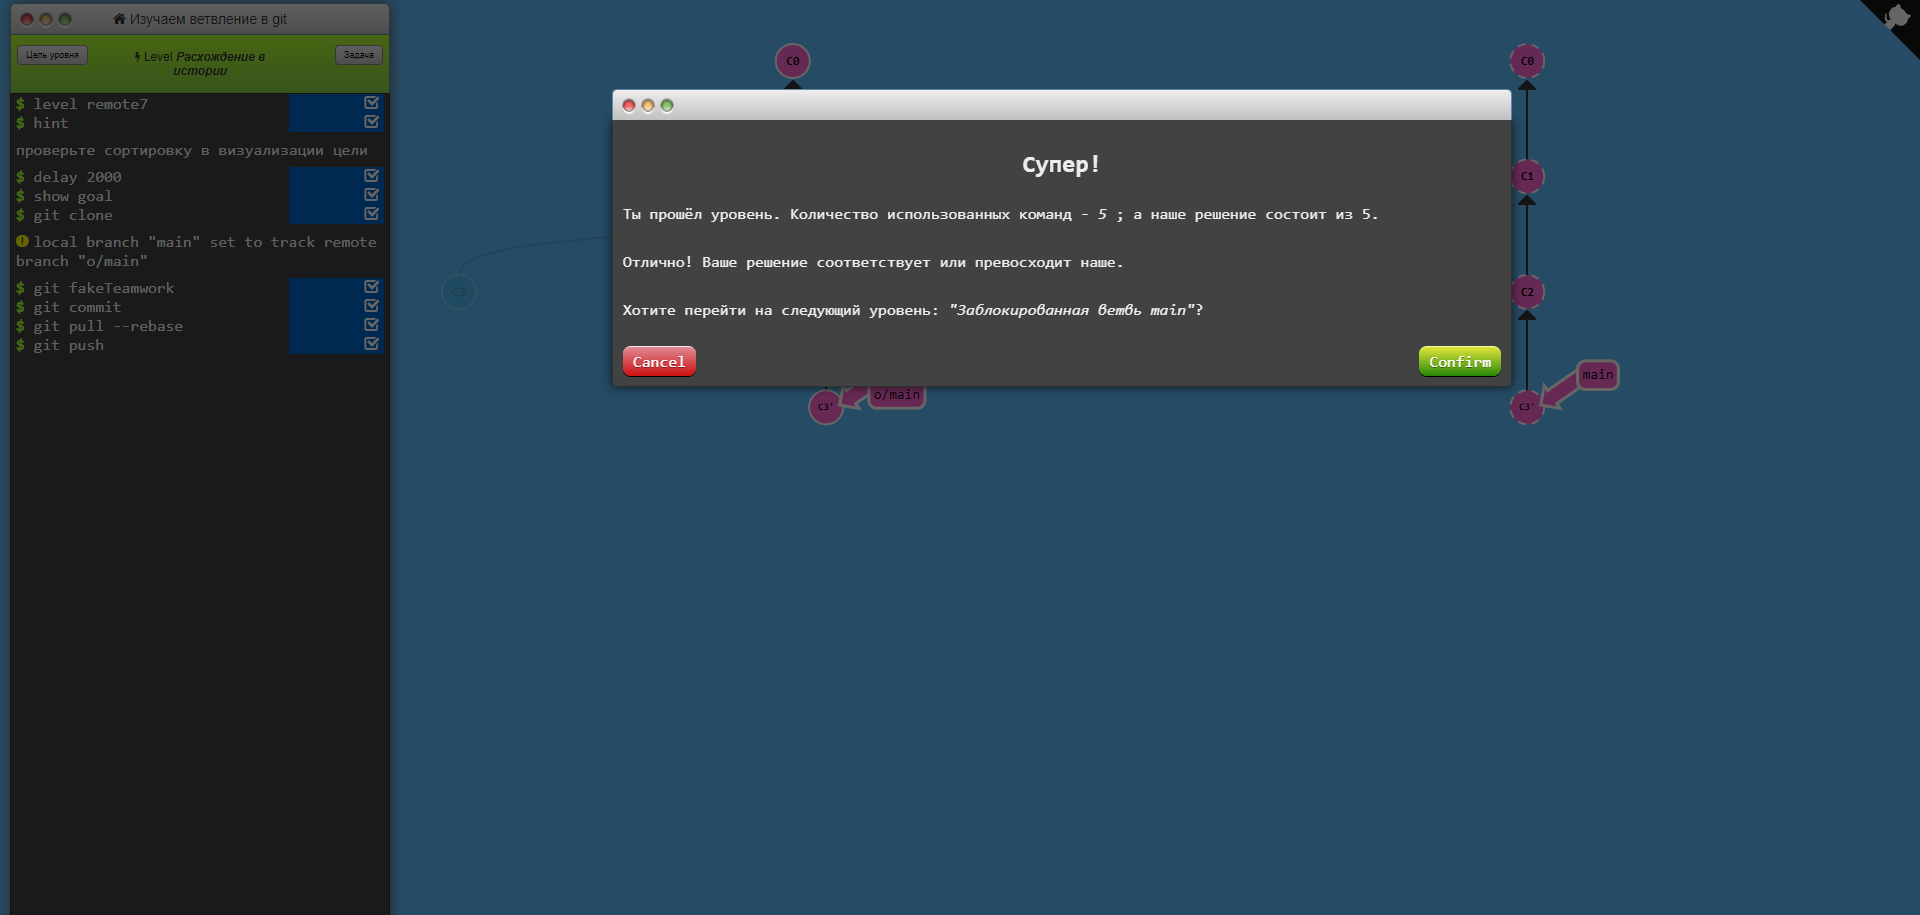 Изучаем ветвление в git
Цель уровня
Level Расхождение в
истории
Задача
$ level remote7
$ hint
проверьте сортировку в визуализации цели
$ delay 2000
$ show goal
$ git clone
local branch "main" set to track remote
branch "o/main"
$ git fakeTeamwork
$ git commit
$ git pull --rebase
$ git push
C0
C3
Супер!
Ты прошёл уровень. Количество использованных команд - 5 ; а наше решение состоит из 5.
Отлично! Ваше решение соответствует или превосходит наше.
Хотите перейти на следующий уровень: "Заблокированная ветвь main"?
Cancel
Confirm
C3'
o/main
C0
C1
C2
C3'
main